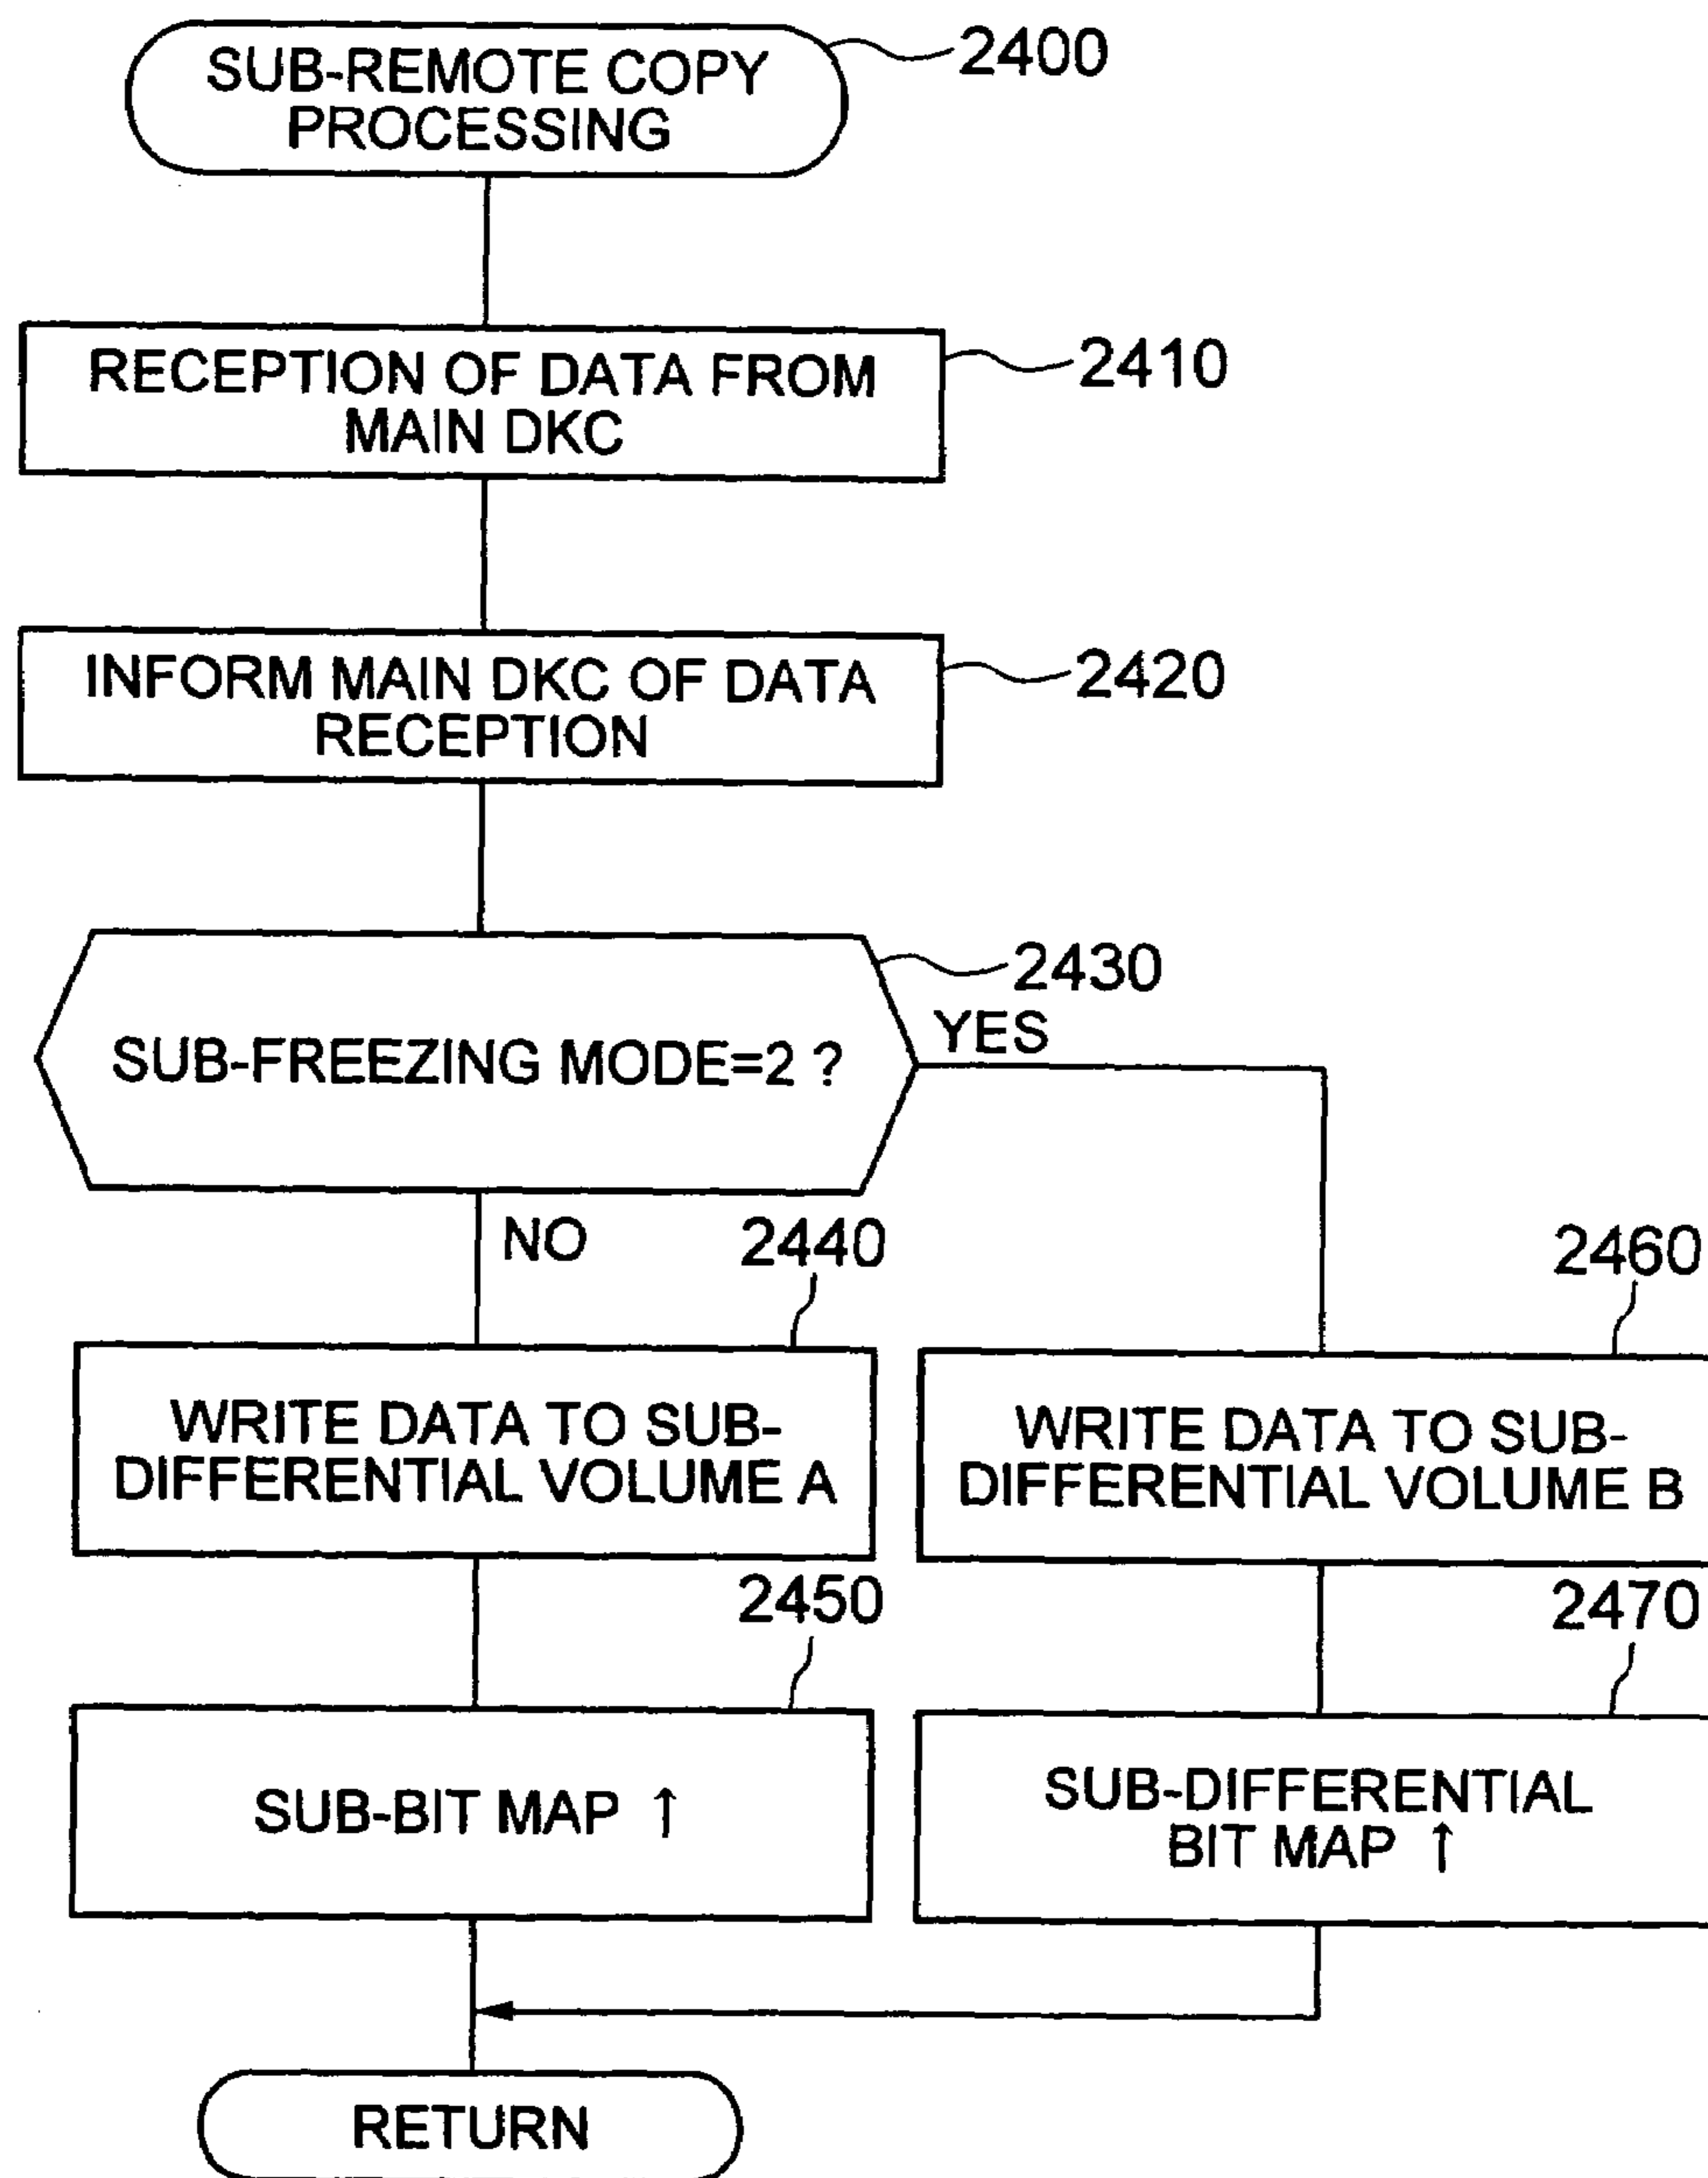 SUB-REMOTE COPY
PROCESSING
2400
RECEPTION OF DATA FROM
MAIN DKC
2410
INFORM MAIN DKC OF DATA
RECEPTION
2420
2430
SUB-FREEZING MODE=2 ?
YES
NO
2440
2460
WRITE DATA TO SUB-
DIFFERENTIAL VOLUME A
WRITE DATA TO SUB-
DIFFERENTIAL VOLUME B
2450
2470
SUB-BIT MAP ↑
SUB-DIFFERENTIAL
BIT MAP ↑
RETURN